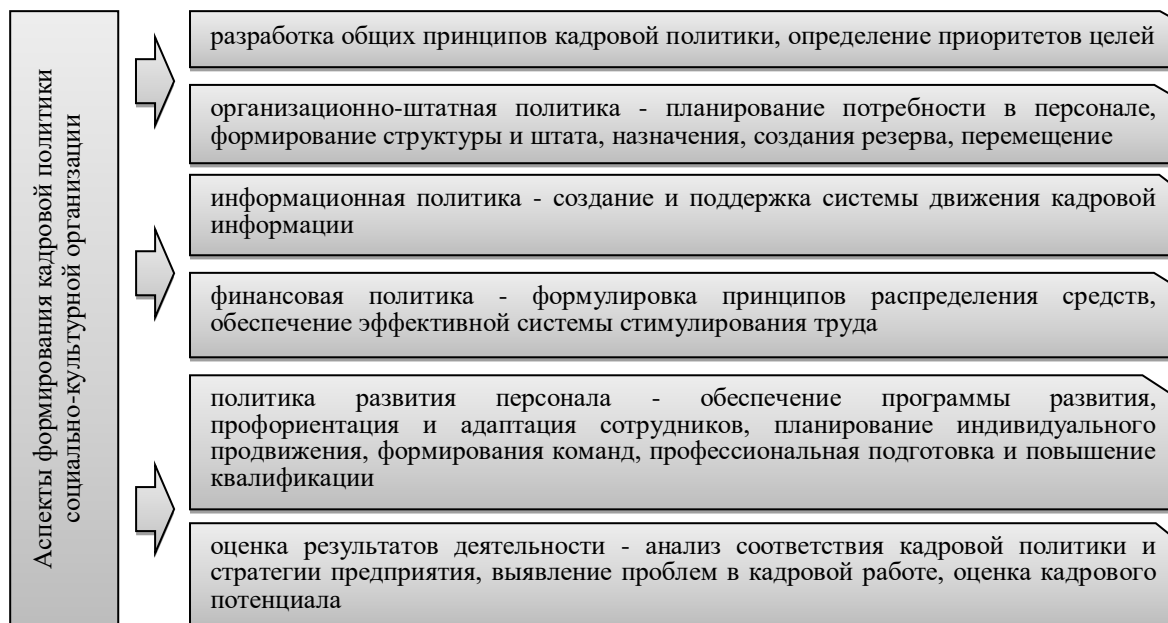 Аспекты формирования кадровой политики
социально-культурной организации
разработка общих принципов кадровой политики, определение приоритетов целей
организационно-штатная политика - планирование потребности в персонале,
формирование структуры и штата, назначения, создания резерва, перемещение
информационная политика - создание и поддержка системы движения кадровой
информации
финансовая политика - формулировка принципов распределения средств,
обеспечение эффективной системы стимулирования труда
политика развития персонала - обеспечение программы развития,
профориентация и адаптация сотрудников, планирование индивидуального
продвижения, формирования команд, профессиональная подготовка и повышение
квалификации
оценка результатов деятельности - анализ соответствия кадровой политики и
стратегии предприятия, выявление проблем в кадровой работе, оценка кадрового
потенциала